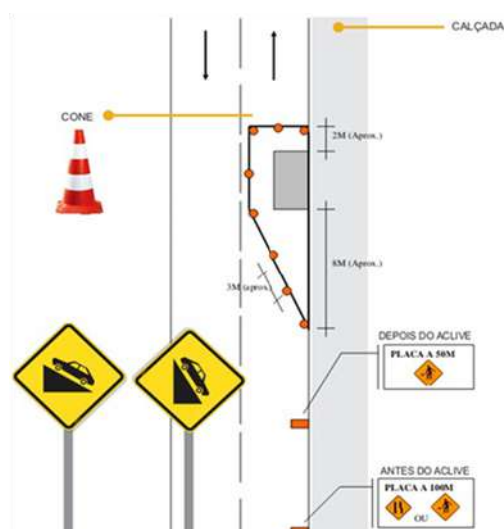 CALÇADA
CONE
2M (Aprox.)
8M (Aprox.)
3M (aprox.)
DEPOIS DO ACLIVE
PLACA A 50M
ANTES DO ACLIVE
PLACA A 100M
OU